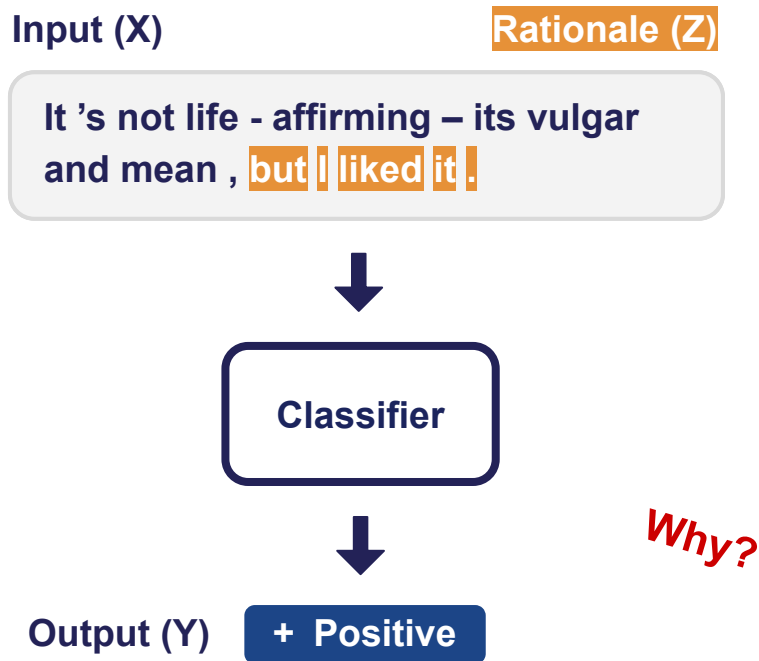 Input (X) Rationale (Z)
It 's not life - affirming – its vulgar
and mean , but I liked it .
Classifier
Why?
Output (Y) + Positive